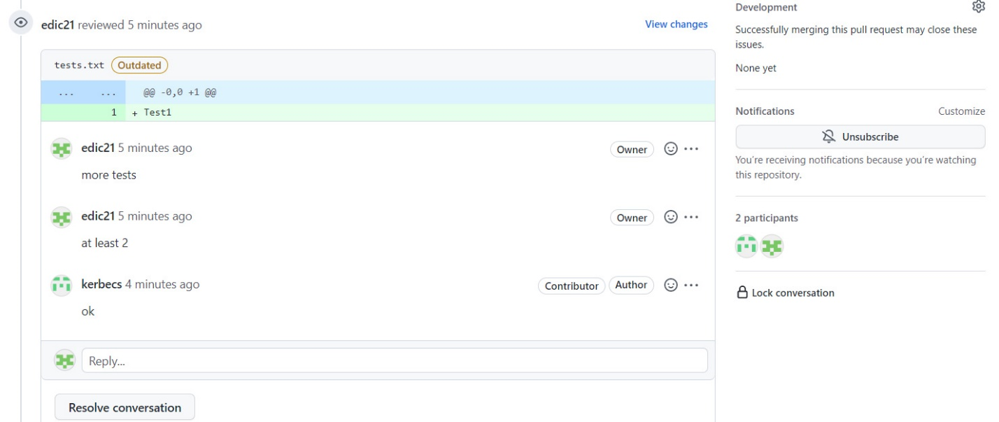 edic21 reviewed 5 minutes ago
View changes
tests.txt Outdated
... ... @@ -0,0 +1 @@
1 + Test1
edic21 5 minutes ago
Owner
more tests
edic21 5 minutes ago
Owner
at least 2
kerbecs 4 minutes ago
Contributor Author
ok
Reply...
Resolve conversation
Development
Successfully merging this pull request may close these
issues.
None yet
Notifications
Customize
Unsubscribe
You’re receiving notifications because you’re watching
this repository.
2 participants
Lock conversation